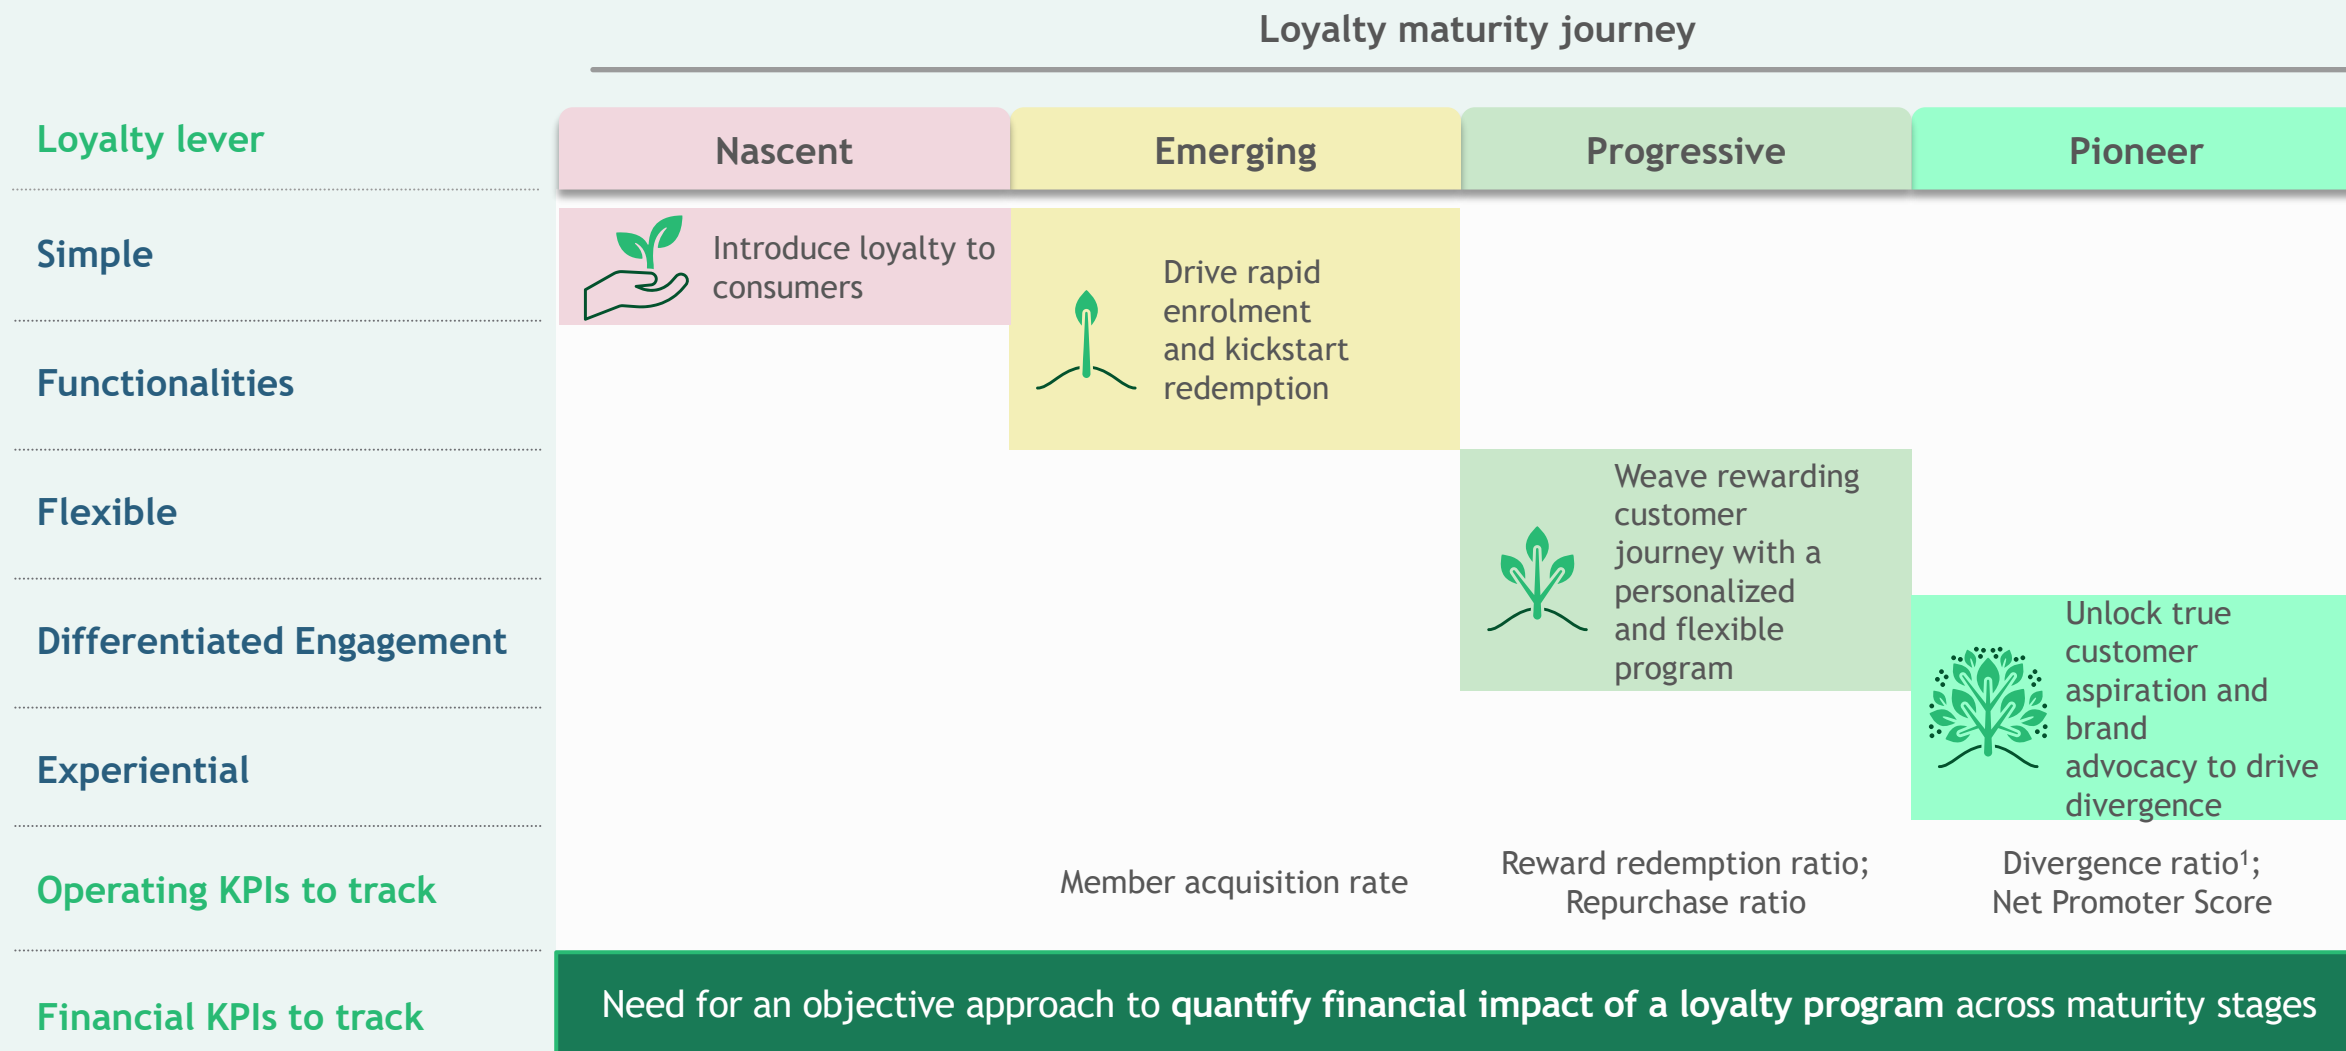 Loyalty maturity journey
Loyalty lever
Nascent
Emerging
Progressive
Pioneer
Simple
Introduce loyalty to
consumers
Drive rapid
enrolment
and kickstart
redemption
Functionalities
Flexible
Weave rewarding
customer
journey with a
personalized
and flexible
program
Differentiated Engagement
Unlock true
customer
aspiration and
brand
advocacy to drive
divergence
Experiential
Operating KPIs to track
Member acquisition rate
Reward redemption ratio;
Repurchase ratio
Divergence ratio¹;
Net Promoter Score
Financial KPIs to track
Need for an objective approach to quantify financial impact of a loyalty program across maturity stages